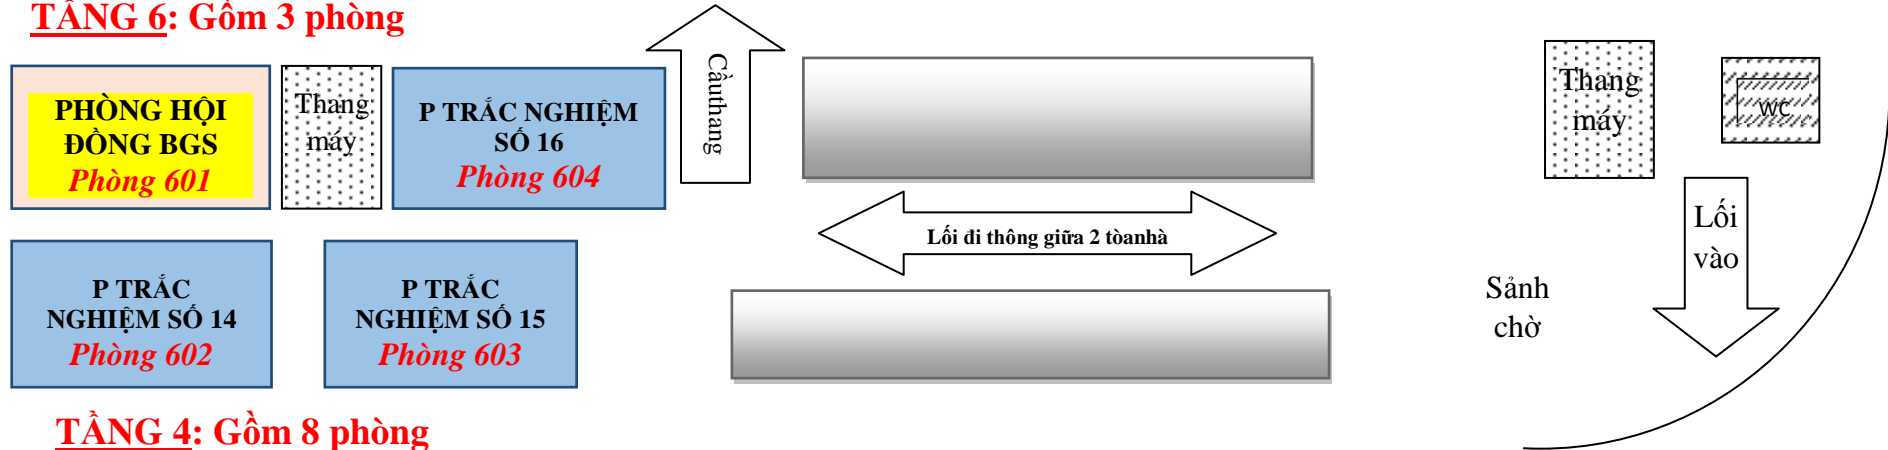 TẦNG 6: Gồm 3 phòng
PHÒNG HỘI
ĐỒNG BGS
Phòng 601
Thang
máy
P TRẮC NGHIỆM
SỐ 16
Phòng 604
Cầuthang
Thang
máy
WC
Lối đi thông giữa 2 tòanhà
Lối
vào
Sảnh
chờ
P TRẮC
NGHIỆM SỐ 14
Phòng 602
P TRẮC
NGHIỆM SỐ 15
Phòng 603
TẦNG 4: Gồm 8 phòng